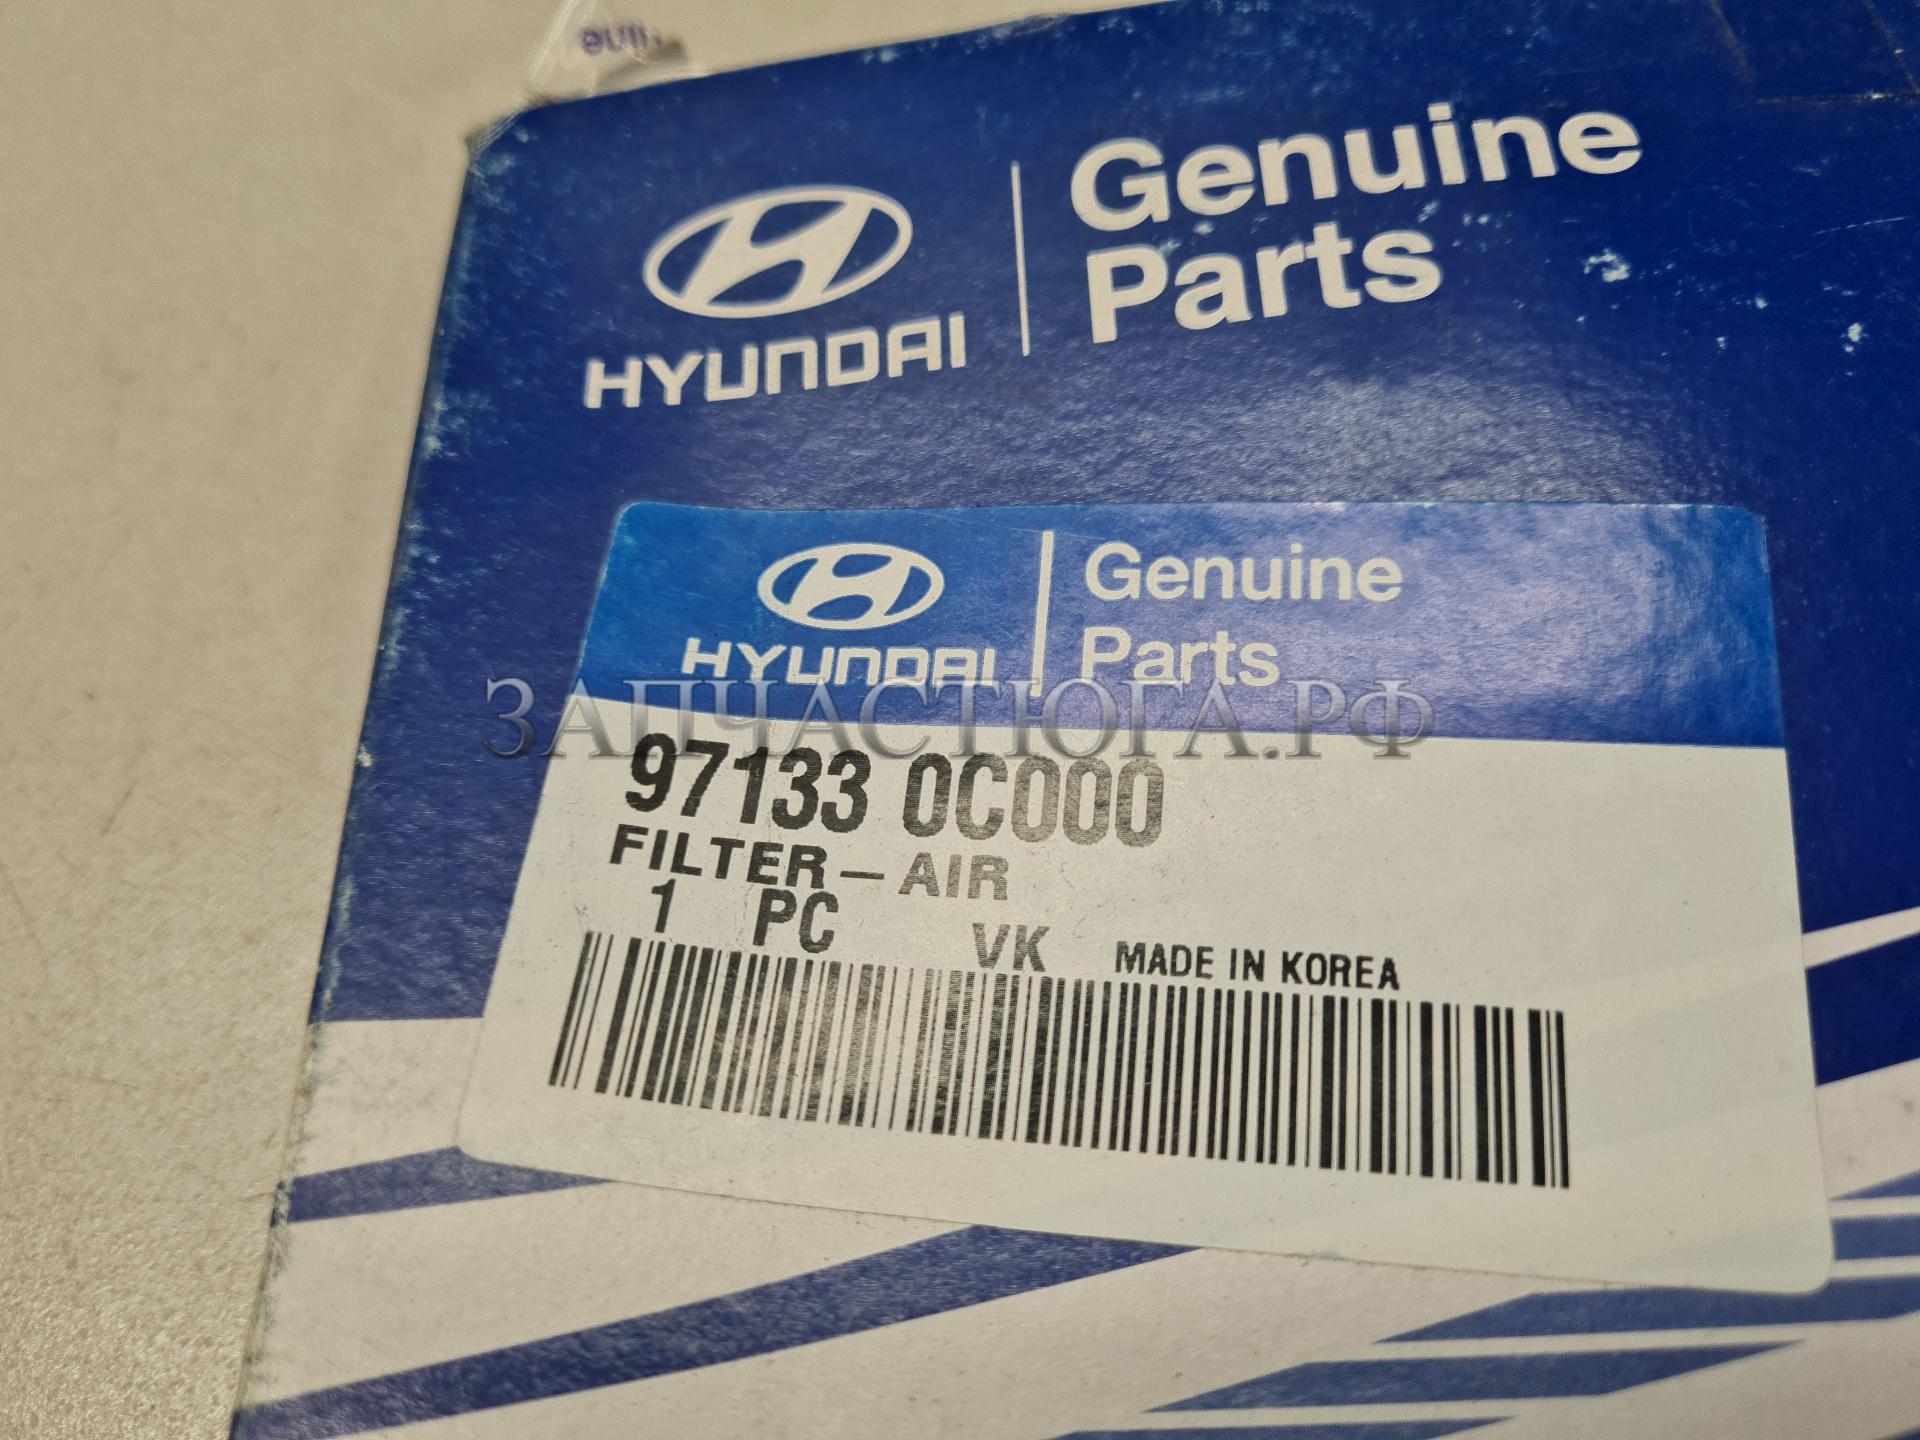 HYUNDAI
Genuine
Parts
HYUNDAI
Genuine
Parts
ЗАПЧАСТЮГА.РФ
97133 0C000
FILTER-AIR
1 PC VK MADE IN KOREA